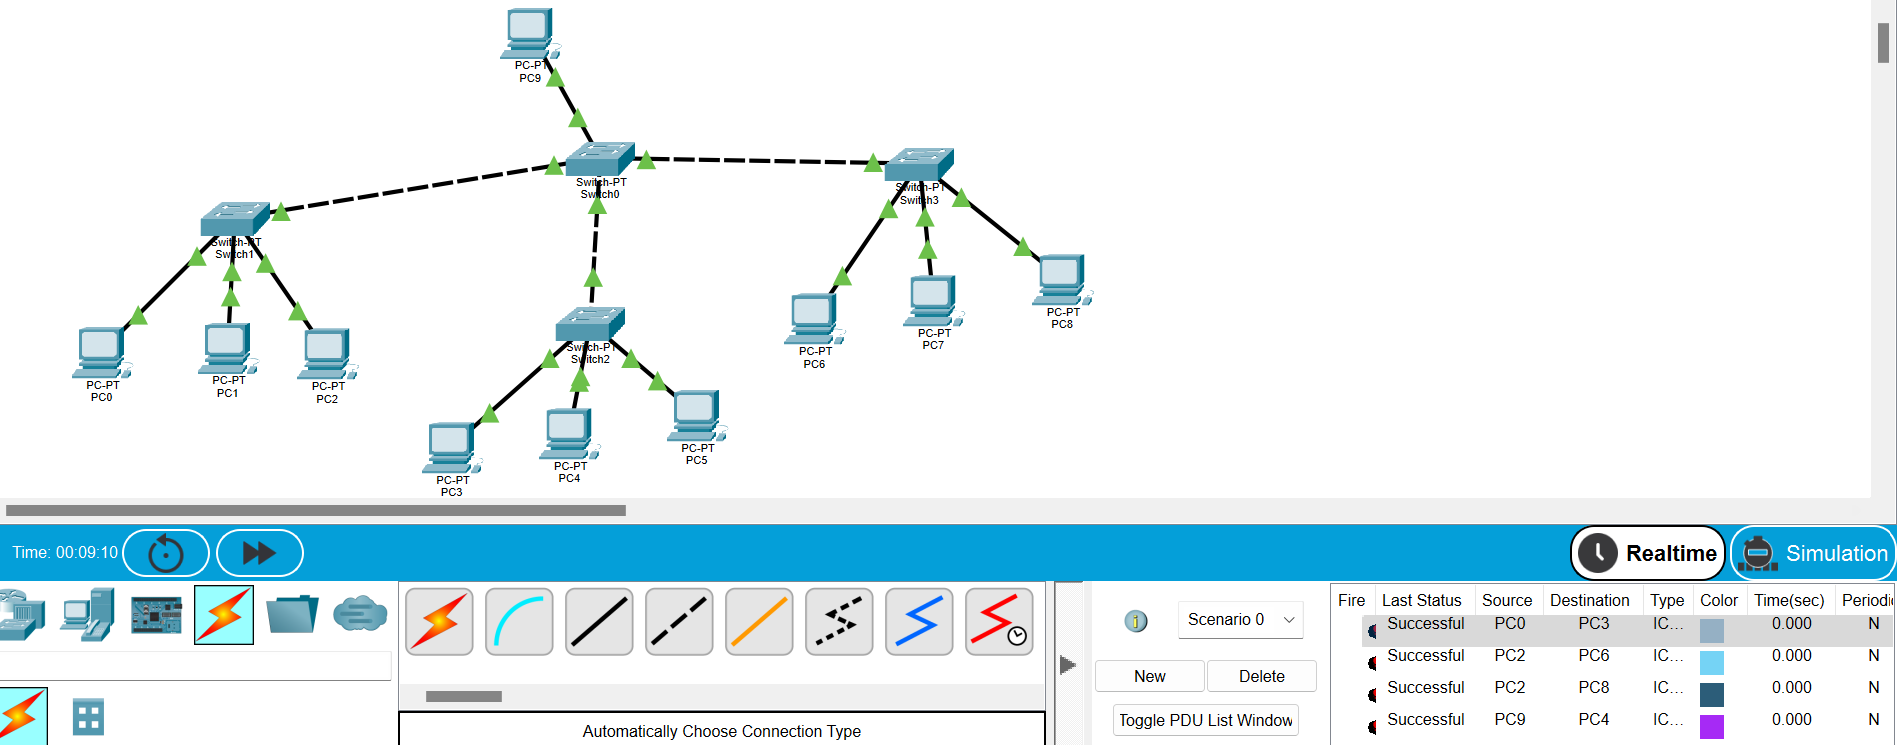 PC-PT
PC9
Switch-PT
Switch0
Switch-PT
Switch3
Switch-PT
Switch1
PC-PT
PC0
PC-PT
PC1
PC-PT
PC2
Switch-PT
Switch2
PC-PT
PC3
PC-PT
PC4
PC-PT
PC5
PC-PT
PC6
PC-PT
PC7
PC-PT
PC8
Time: 00:09:10
Realtime
Simulation
Scenario 0
New
Delete
Toggle PDU List Window
Automatically Choose Connection Type
Fire Last Status Source Destination Type Color Time(sec) Periodi
Successful PC0 PC3 IC... 0.000 N
Successful PC2 PC6 IC... 0.000 N
Successful PC2 PC8 IC... 0.000 N
Successful PC9 PC4 IC... 0.000 N